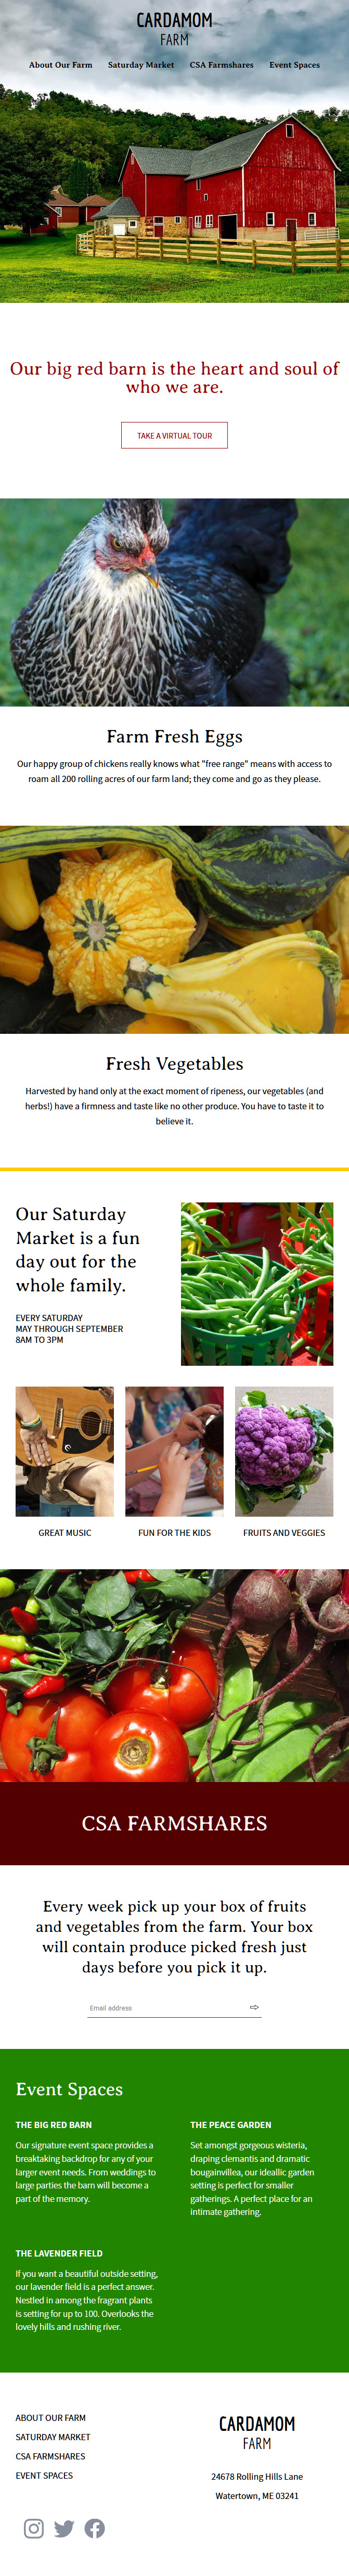 CARDAMOM
FARM
About Our Farm Saturday Market CSA Farmshares Event Spaces
Our big red barn is the heart and soul of
who we are.
TAKE A VIRTUAL TOUR
Farm Fresh Eggs
Our happy group of chickens really knows what "free range" means with access to
roam all 200 rolling acres of our farm land; they come and go as they please.
Fresh Vegetables
Harvested by hand only at the exact moment of ripeness, our vegetables (and
herbs!) have a firmness and taste like no other produce. You have to taste it to
believe it.
Our Saturday
Market is a fun
day out for the
whole family.
EVERY SATURDAY
MAY THROUGH SEPTEMBER
8AM TO 3PM
GREAT MUSIC
FUN FOR THE KIDS
FRUITS AND VEGGIES
CSA FARMSHARES
Every week pick up your box of fruits
and vegetables from the farm. Your box
will contain produce picked fresh just
days before you pick it up.
Email address
Event Spaces
THE BIG RED BARN
Our signature event space provides a
breaktaking backdrop for any of your
larger event needs. From weddings to
large parties the barn will become a
part of the memory.
THE PEACE GARDEN
Set amongst gorgeous wisteria,
draping clemantis and dramatic
bougainvillea, our ideallic garden
setting is perfect for smaller
gatherings. A perfect place for an
intimate gathering.
THE LAVENDER FIELD
If you want a beautiful outside setting,
our lavender field is a perfect answer.
Nestled in among the fragrant plants
is setting for up to 100. Overlooks the
lovely hills and rushing river.
ABOUT OUR FARM
SATURDAY MARKET
CSA FARMSHARES
EVENT SPACES
CARDAMOM
FARM
24678 Rolling Hills Lane
Watertown, ME 03241